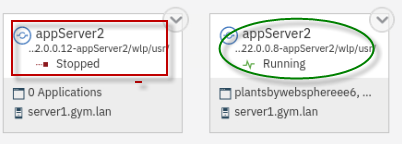 appServer2
..2.0.0.12-appServer2/wlp/usr/
Stopped
0 Applications
server1.gym.lan
appServer2
..22.0.0.8-appServer2/wlp/usr/
Running
plantsbywebsphereee6, ...
server1.gym.lan